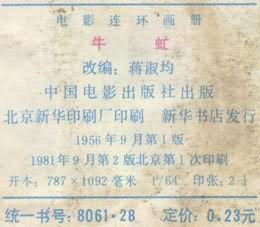 电影连环画册
牛虻
改编：蒋淑均
中国电影出版社出版
北京新华印刷厂印刷 新华书店发行
1956年9月第1版
1981年9月第2版北京第1次印刷
开本：787×1092毫米 1/64 印张：2
统一书号：8061·28 定价：0.23元